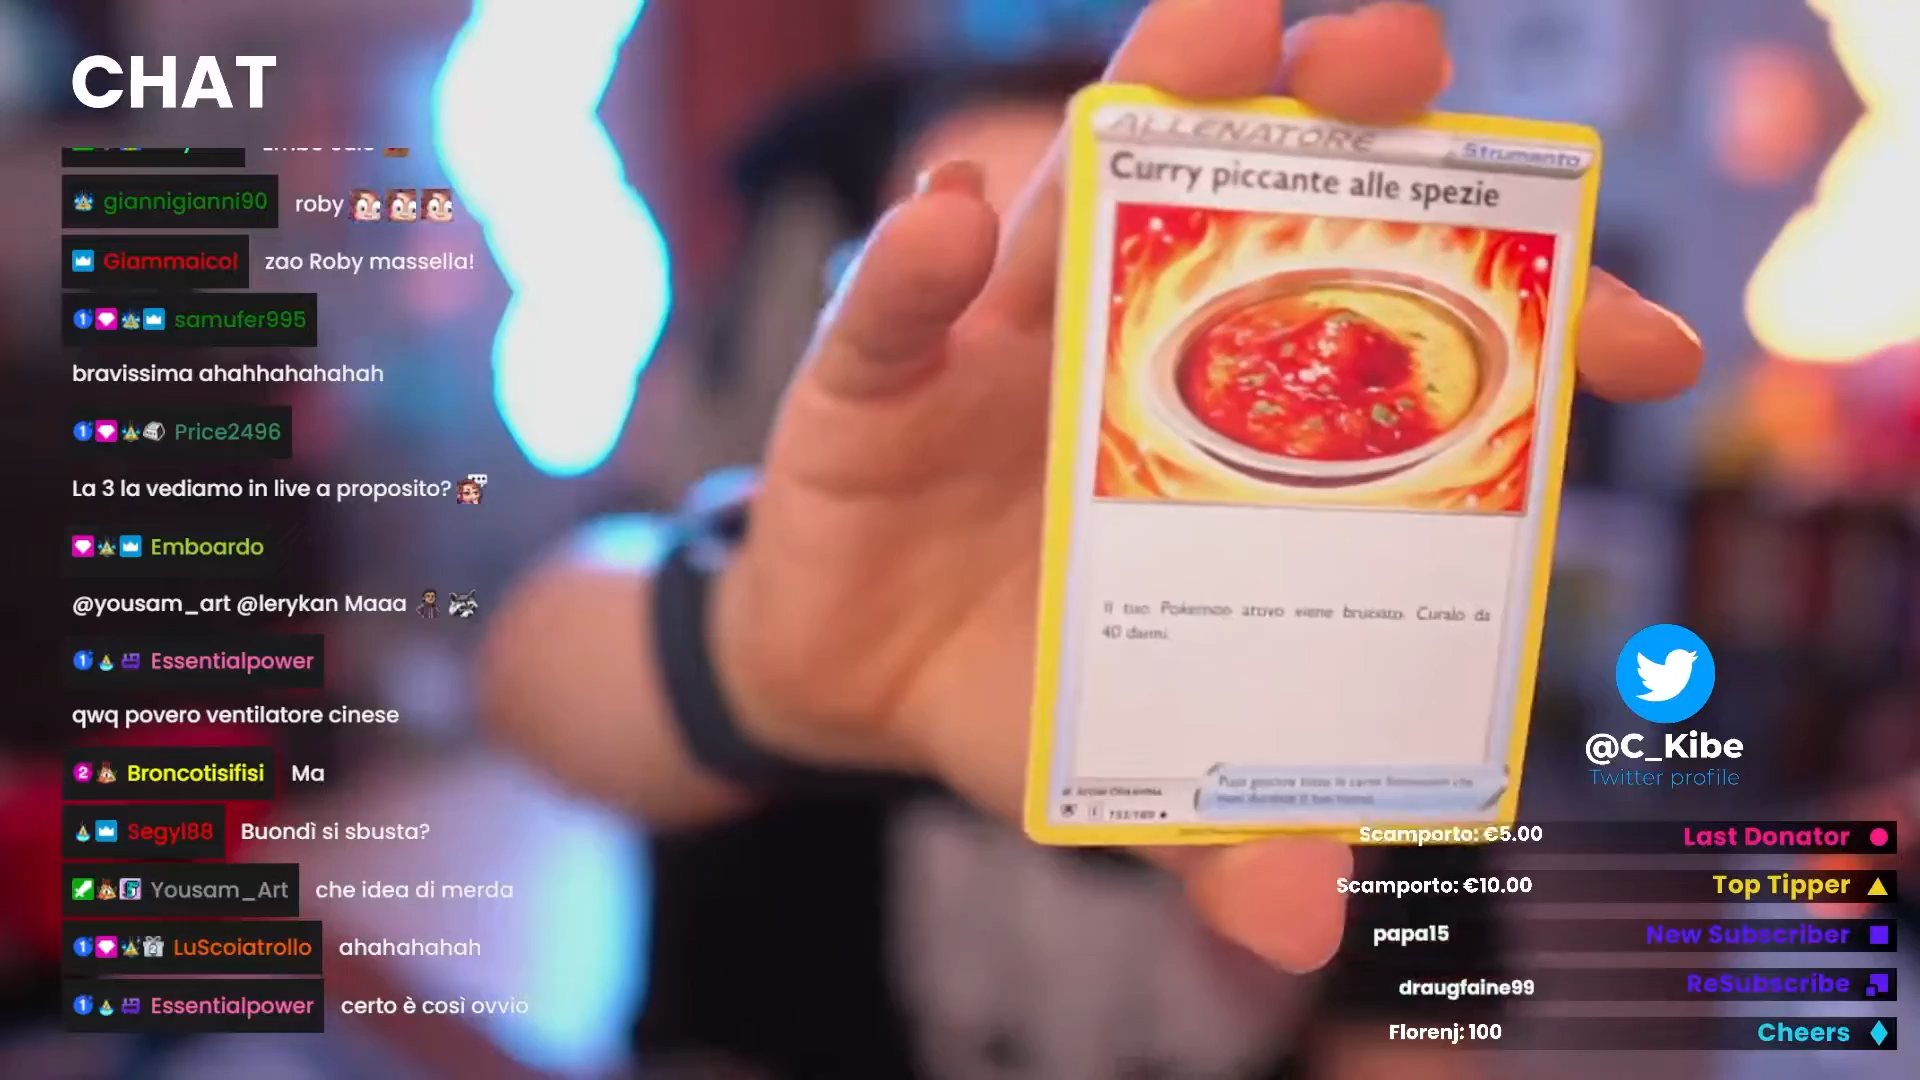 CHAT
giannigianni90 roby
Giammaicol zao Roby massella!
samufer995
bravissima ahahhahahahah
Price2496
La 3 la vediamo in live a proposito?
Emboardo
@yousam_art @lerykan Maaa
Essentialpower
qwq povero ventilatore cinese
Broncotisifisi Ma
Segyl88 Buondì si sbusta?
Yousam_Art che idea di merda
LuScoiatrollo ahahahahah
Essentialpower certo è così ovvio
ALLENATORE
Strumento
Curry piccante alle spezie
Il tuo Pokémon attivo viene bruciato. Curalo da
40 danni.
@C_Kibe
Twitter profile
Scamporto: €5.00 Last Donator
Scamporto: €10.00 Top Tipper
papa15 New Subscriber
draugfaine99 ReSubscribe
Florenj: 100 Cheers